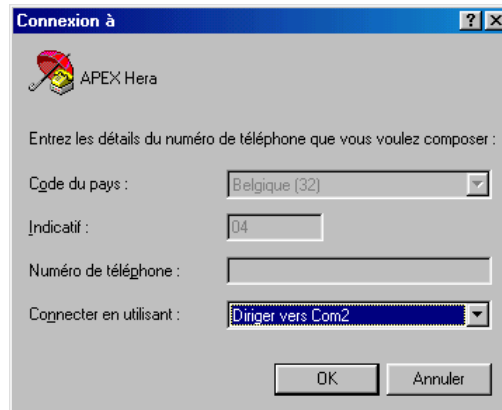 Connexion à
APEX Hera
Entrez les détails du numéro de téléphone que vous voulez composer :
Code du pays : Belgique (32)
Indicatif : 04
Numéro de téléphone :
Connecter en utilisant : Diriger vers Com2
OK Annuler